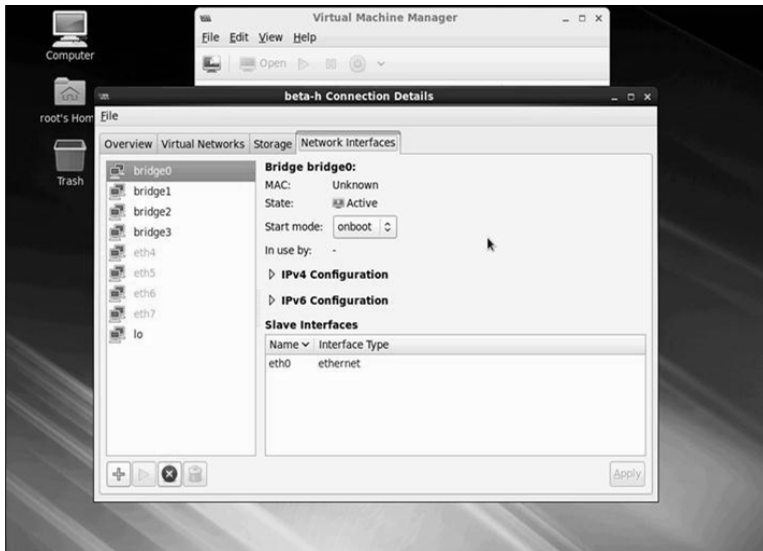 Computer
root's Hom
Trash
Virtual Machine Manager
File Edit View Help
Open
beta-h Connection Details
File
Overview Virtual Networks Storage Network Interfaces
bridge0
bridge1
bridge2
bridge3
eth4
eth5
eth6
eth7
lo
Bridge bridge0:
MAC: Unknown
State: Active
Start mode: onboot
In use by: -
IPv4 Configuration
IPv6 Configuration
Slave Interfaces
Name Interface Type
eth0 ethernet
Apply